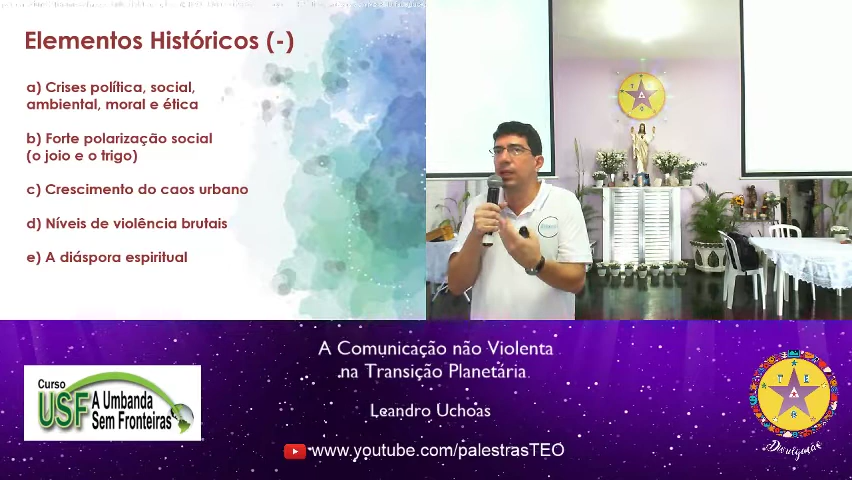 Elementos Históricos (-)
a) Crises política, social,
ambiental, moral e ética
b) Forte polarização social
(o joio e o trigo)
c) Crescimento do caos urbano
d) Níveis de violência brutais
e) A diáspora espiritual
A Comunicação não Violenta
na Transição Planetária
Leandro Uchoas
www.youtube.com/palestrasTEO
Curso
USF A Umbanda
Sem Fronteiras
Divulgação